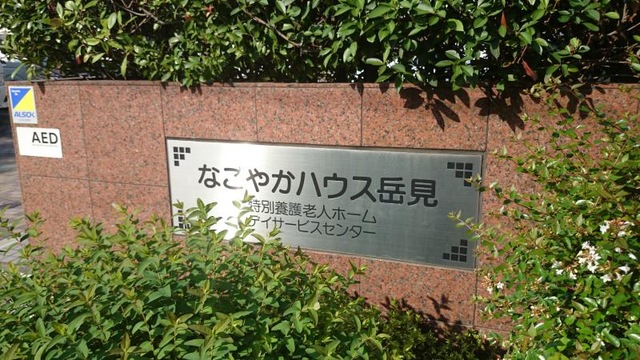 ALSOK
AED
なごやかハウス岳見
特別養護老人ホーム
デイサービスセンター